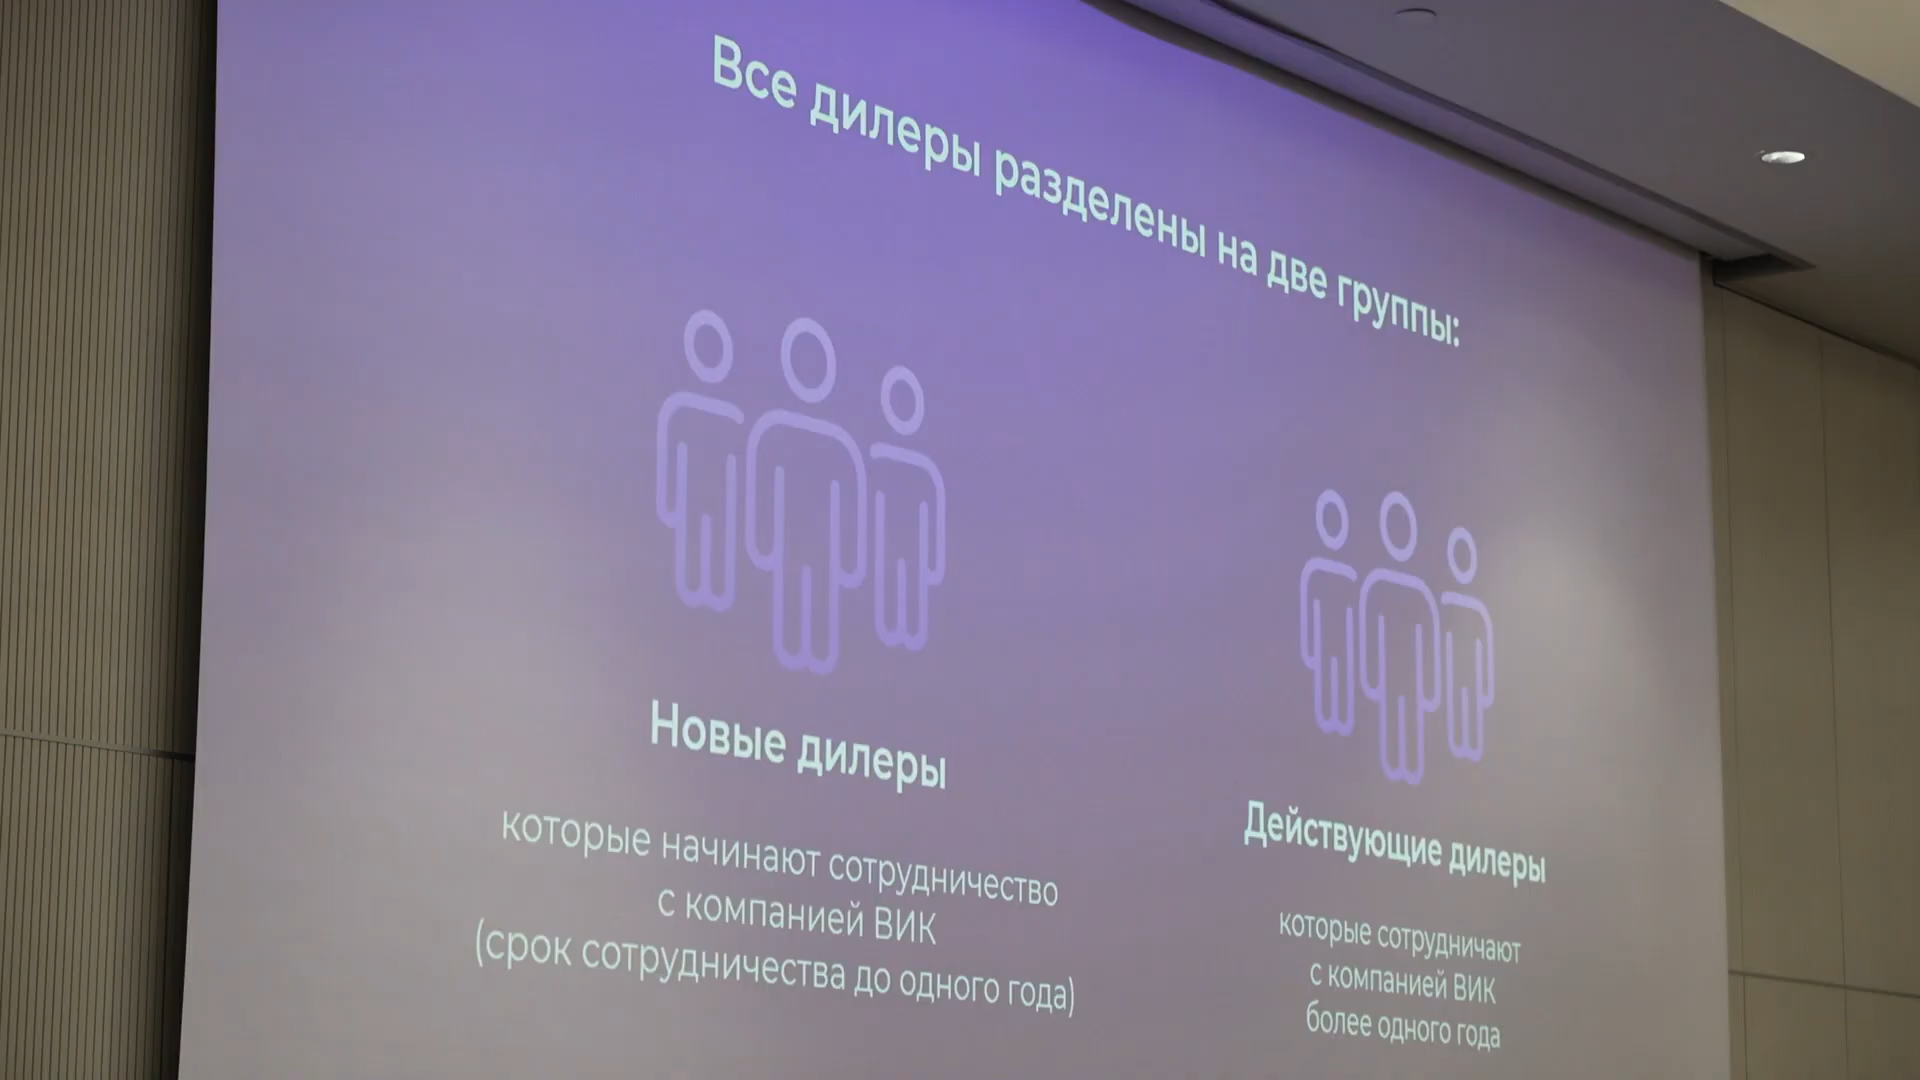 Все дилеры разделены на две группы:
Новые дилеры
которые начинают сотрудничество
с компанией ВИК
(срок сотрудничества до одного года)
Действующие дилеры
которые сотрудничают
с компанией ВИК
более одного года